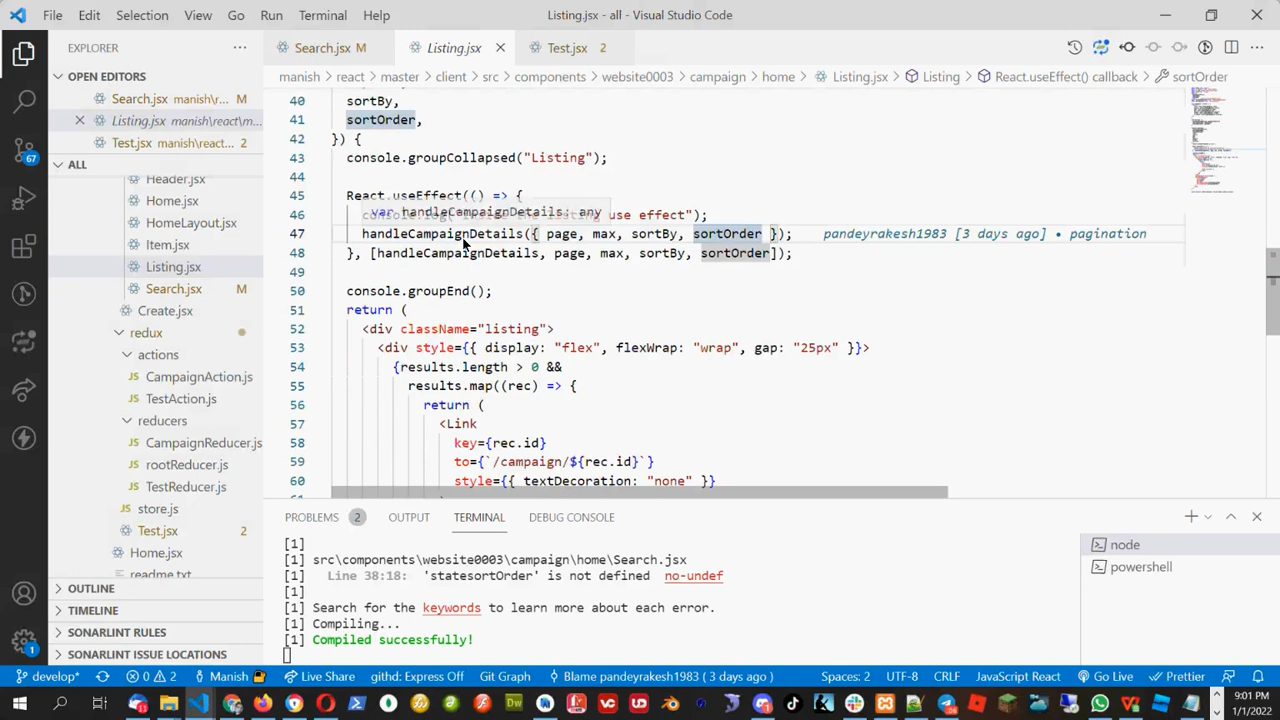 File Edit Selection View Go Run Terminal Help Listing.jsx - all - Visual Studio Code
EXPLORER
OPEN EDITORS
Search.jsx manish\r... M
Listing.jsx manish\react\m...
Test.jsx manish\react... 2
ALL
Header.jsx
Home.jsx
HomeLayout.jsx
Item.jsx
Listing.jsx
Search.jsx M
Create.jsx
redux
actions
CampaignAction.js
TestAction.js
reducers
CampaignReducer.js
rootReducer.js
TestReducer.js
store.js
Test.jsx 2
Home.jsx
readme.txt
OUTLINE
TIMELINE
SONARLINT RULES
SONARLINT ISSUE LOCATIONS
67
1
Search.jsx M Listing.jsx Test.jsx 2
manish > react > master > client > src > components > website0003 > campaign > home > Listing.jsx > Listing > React.useEffect() callback > sortOrder
40 sortBy,
41 sortOrder,
42 }) {
43 console.groupCollapsed("Listing");
44
45 React.useEffect(() =>
var handleCampaignDetails: any
46 use effect");
47 handleCampaignDetails({ page, max, sortBy, sortOrder }); pandeyrakesh1983 [3 days ago] • pagination
48 }, [handleCampaignDetails, page, max, sortBy, sortOrder]);
49
50 console.groupEnd();
51 return (
52 <div className="listing">
53 <div style={{ display: "flex", flexWrap: "wrap", gap: "25px" }}>
54 {results.length > 0 &&
55 results.map((rec) => {
56 return (
57 <Link
58 key={rec.id}
59 to={`/campaign/${rec.id}`}
60 style={{ textDecoration: "none" }}
PROBLEMS 2 OUTPUT TERMINAL DEBUG CONSOLE
[1]
[1] src\components\website0003\campaign\home\Search.jsx
[1] Line 38:18: 'statesortOrder' is not defined no-undef
[1]
[1] Search for the keywords to learn more about each error.
[1] Compiling...
[1] Compiled successfully!
node
powershell
develop* 0 2 Manish Live Share githd: Express Off Git Graph Blame pandeyrakesh1983 ( 3 days ago ) Spaces: 2 UTF-8 CRLF JavaScript React Go Live Prettier
9:01 PM
1/1/2022